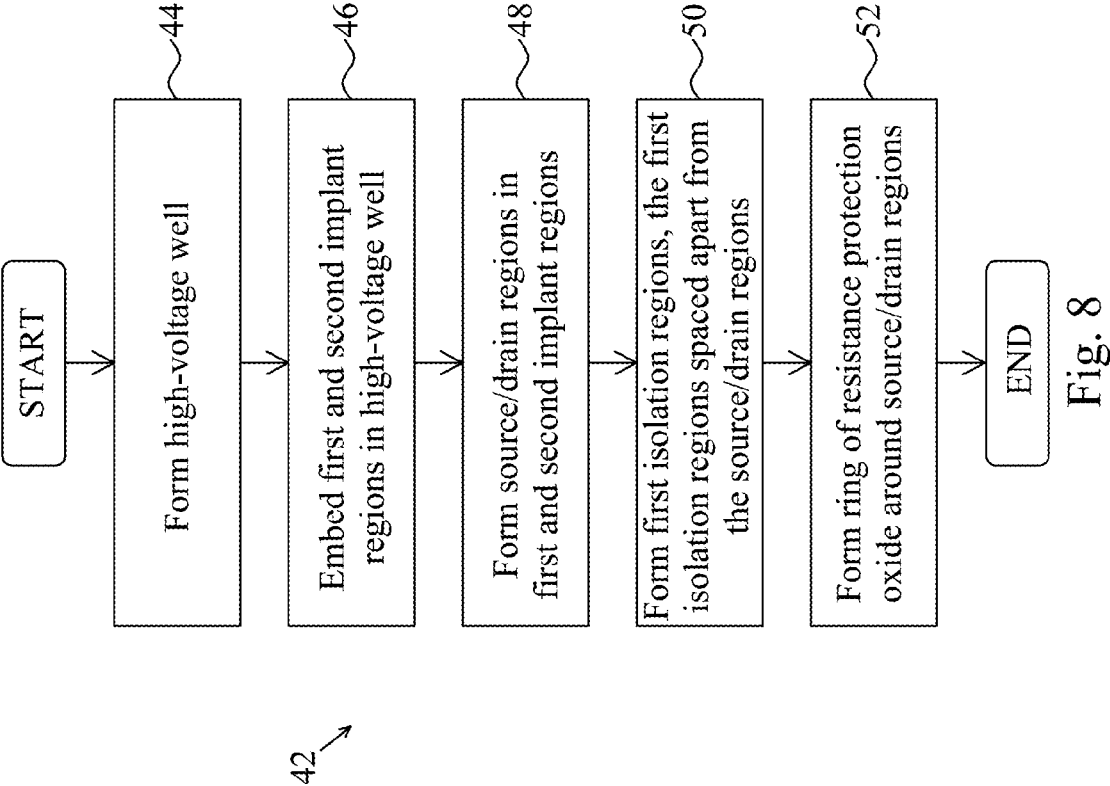 42
START
Form high-voltage well
44
Embed first and second implant
regions in high-voltage well
46
Form source/drain regions in
first and second implant regions
48
Form first isolation regions, the first
isolation regions spaced apart from
the source/drain regions
50
Form ring of resistance protection
oxide around source/drain regions
52
END
Fig. 8